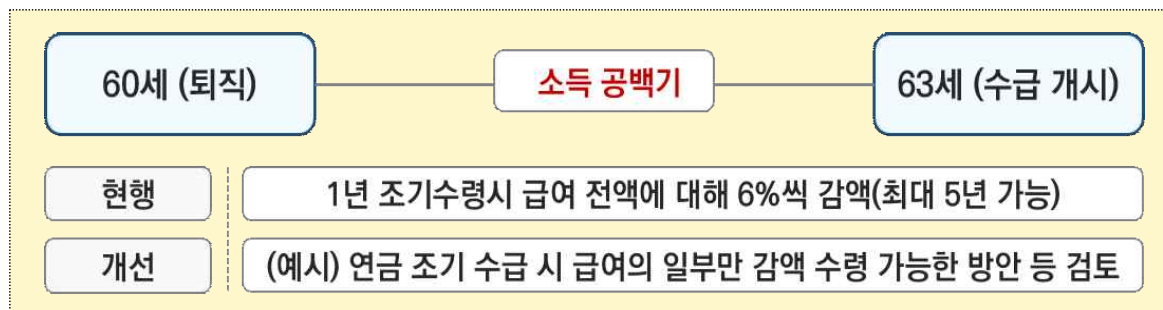 60세 (퇴직)
소득 공백기
63세 (수급 개시)
현행
1년 조기수령시 급여 전액에 대해 6%씩 감액(최대 5년 가능)
개선
(예시) 연금 조기 수급 시 급여의 일부만 감액 수령 가능한 방안 등 검토